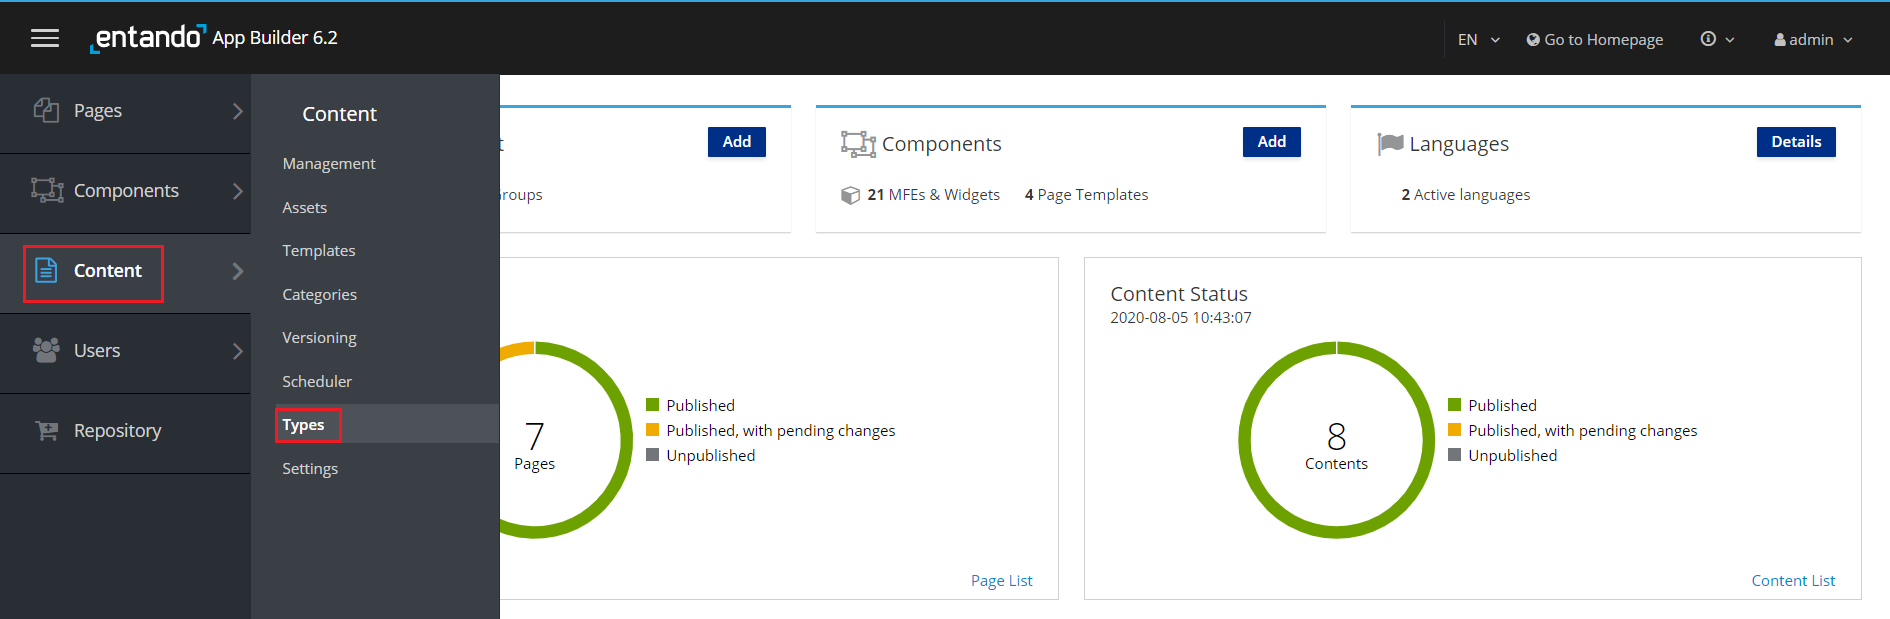 entando App Builder 6.2
EN
Go to Homepage
admin
Pages
Components
Content
Users
Repository
Content
Management
Assets
Templates
Categories
Versioning
Scheduler
Types
Settings
Add
Components
Add
21 MFEs & Widgets 4 Page Templates
Languages
Details
2 Active languages
7
Pages
Published
Published, with pending changes
Unpublished
Page List
Content Status
2020-08-05 10:43:07
8
Contents
Published
Published, with pending changes
Unpublished
Content List